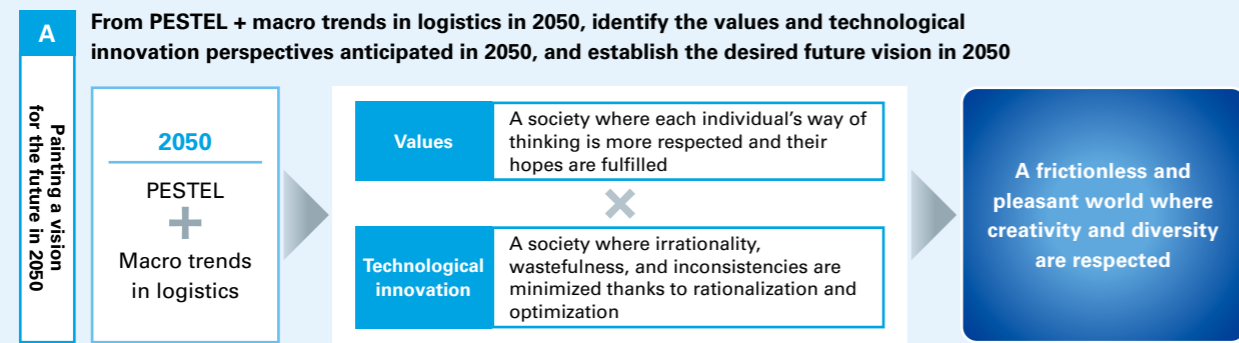 A
From PESTEL + macro trends in logistics in 2050, identify the values and technological
innovation perspectives anticipated in 2050, and establish the desired future vision in 2050
Painting a vision
for the future in 2050
2050
PESTEL
+
Macro trends
in logistics
Values
A society where each individual's way of
thinking is more respected and their
hopes are fulfilled
×
Technological
innovation
A society where irrationality,
wastefulness, and inconsistencies are
minimized thanks to rationalization and
optimization
A frictionless and
pleasant world where
creativity and diversity
are respected